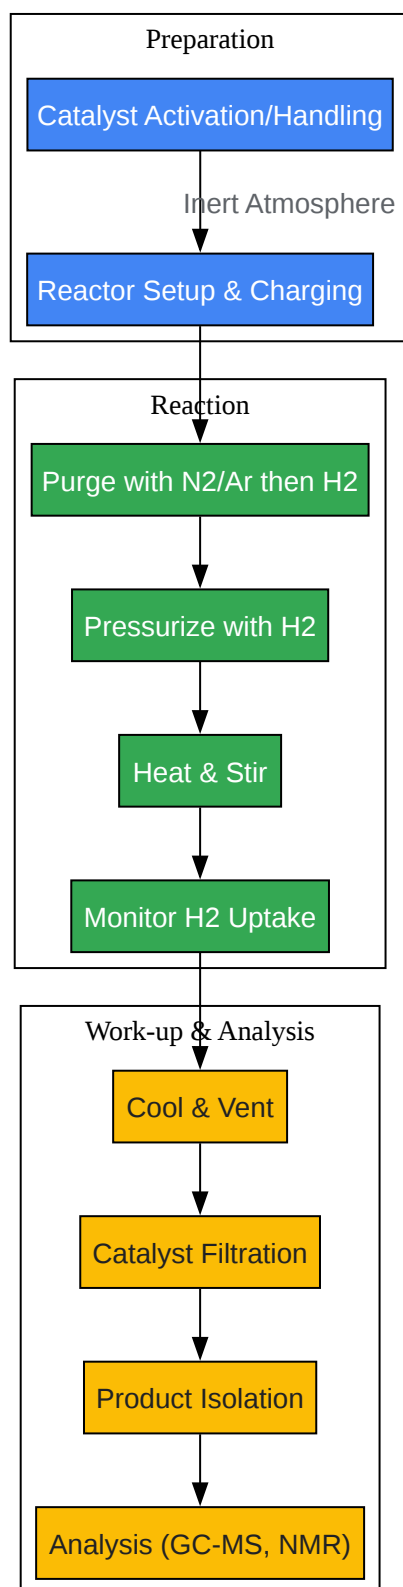 Preparation
Catalyst Activation/Handling
Inert Atmosphere
Reactor Setup & Charging
Reaction
Purge with N2/Ar then H2
Pressurize with H2
Heat & Stir
Monitor H2 Uptake
Work-up & Analysis
Cool & Vent
Catalyst Filtration
Product Isolation
Analysis (GC-MS, NMR)